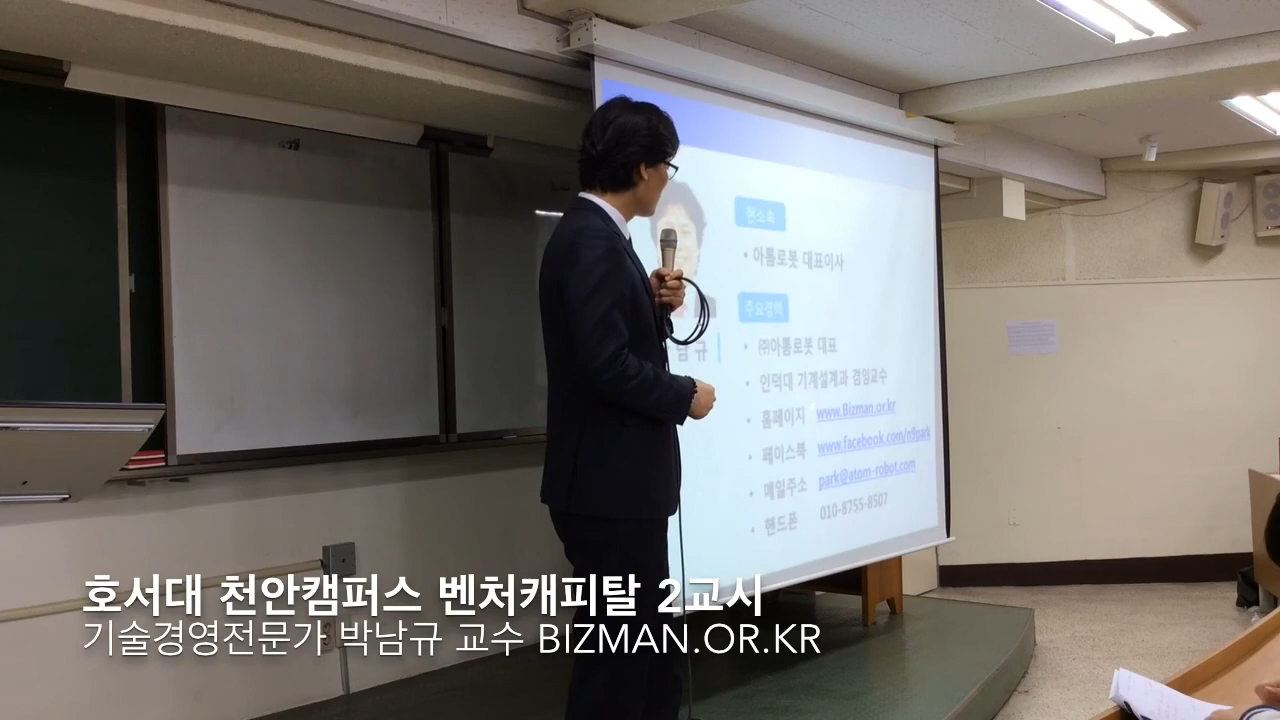 현소속
• 아톰로봇 대표이사
주요경력
남 규
• ㈜아톰로봇 대표
• 인덕대 기계설계과 겸임교수
• 홈페이지 www.Bizman.or.kr
• 페이스북 www.facebook.com/n9park
• 메일주소 park@atom-robot.com
• 핸드폰 010-8755-8507
호서대 천안캠퍼스 벤처캐피탈 2교시
기술경영전문가 박남규 교수 BIZMAN.OR.KR